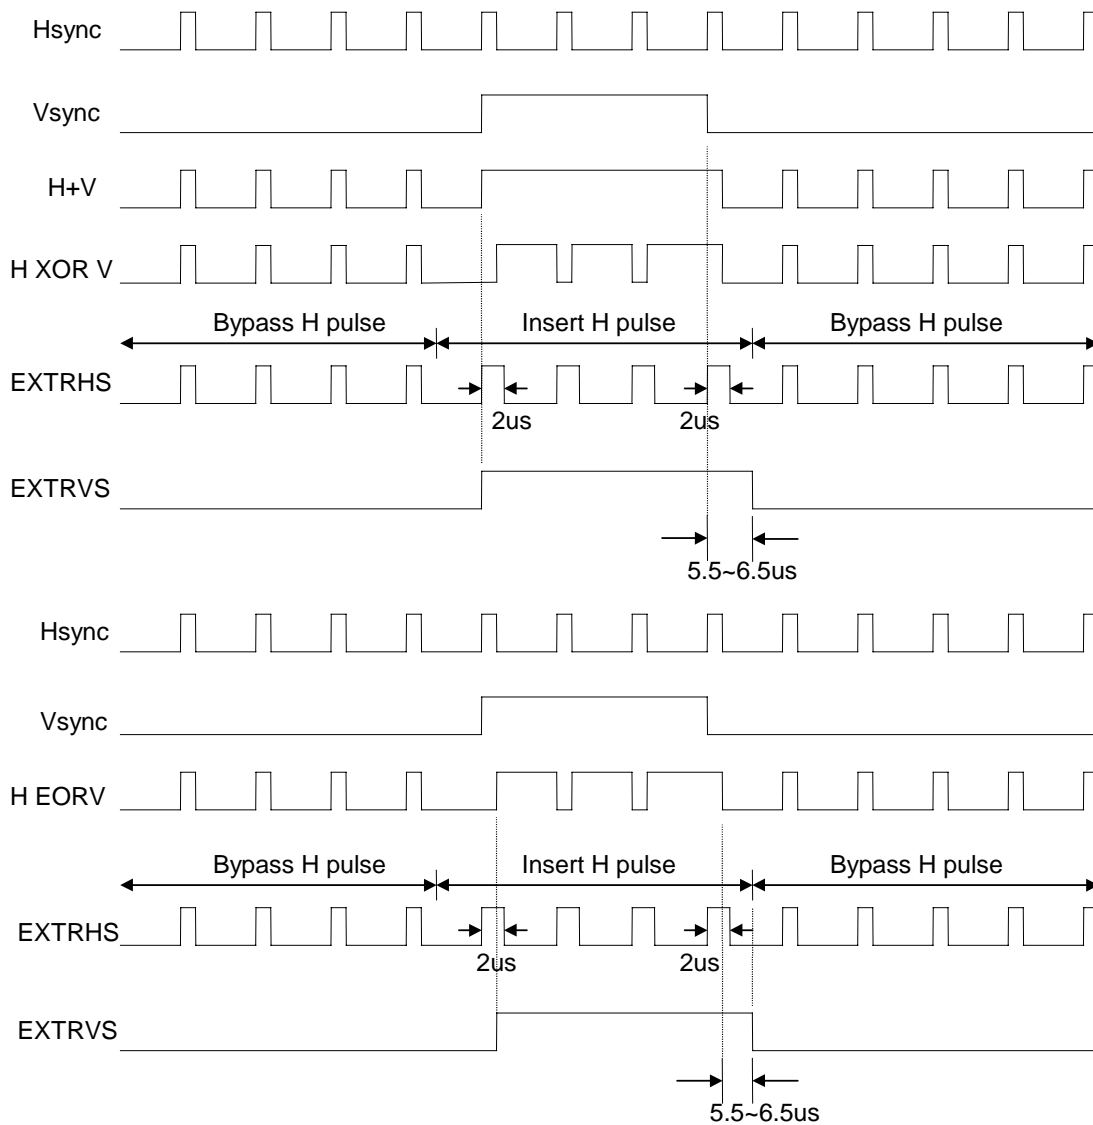 Hsync
Vsync
H+V
H XOR V
Bypass H pulse Insert H pulse Bypass H pulse
EXTRHS
2us 2us
EXTRVS
5.5~6.5us
Hsync
Vsync
H EORV
Bypass H pulse Insert H pulse Bypass H pulse
EXTRHS
2us 2us
EXTRVS
5.5~6.5us